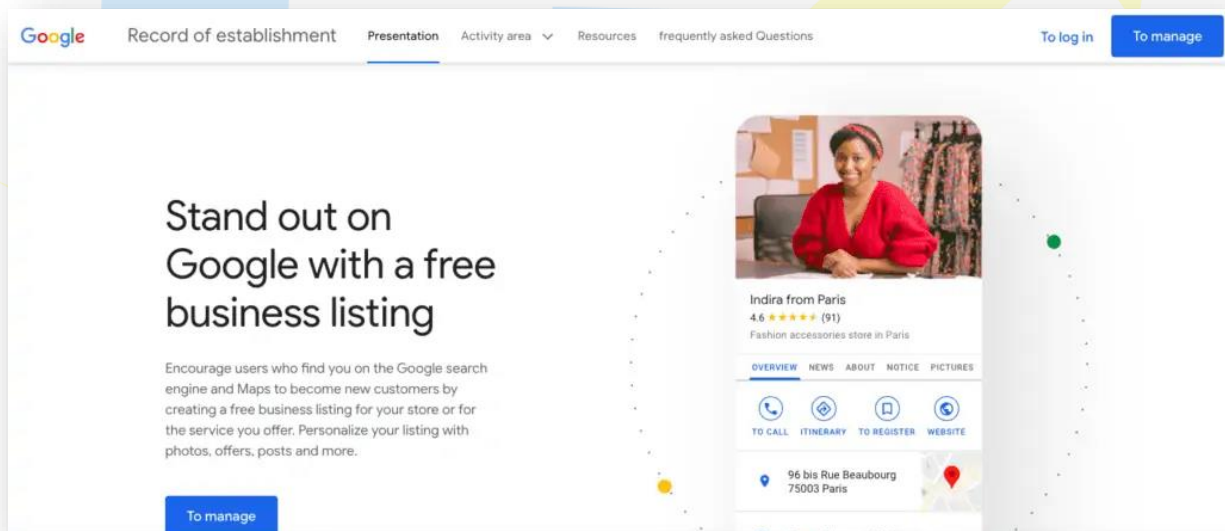 Google
Record of establishment
Presentation
Activity area
Resources
frequently asked Questions
To log in
To manage
Stand out on
Google with a free
business listing
Encourage users who find you on the Google search
engine and Maps to become new customers by
creating a free business listing for your store or for
the service you offer. Personalize your listing with
photos, offers, posts and more.
To manage
Indira from Paris
4.6 ★★★★★ (91)
Fashion accessories store in Paris
OVERVIEW NEWS ABOUT NOTICE PICTURES
TO CALL ITINERARY TO REGISTER WEBSITE
96 bis Rue Beaubourg
75003 Paris